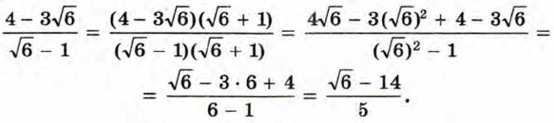 (4 − 3√6)/(√6 − 1) = ((4 − 3√6)(√6 + 1))/((√6 − 1)(√6 + 1)) = (4√6 − 3(√6)² + 4 − 3√6)/((√6)² − 1) =
= (√6 − 3 · 6 + 4)/(6 − 1) = (√6 − 14)/5.